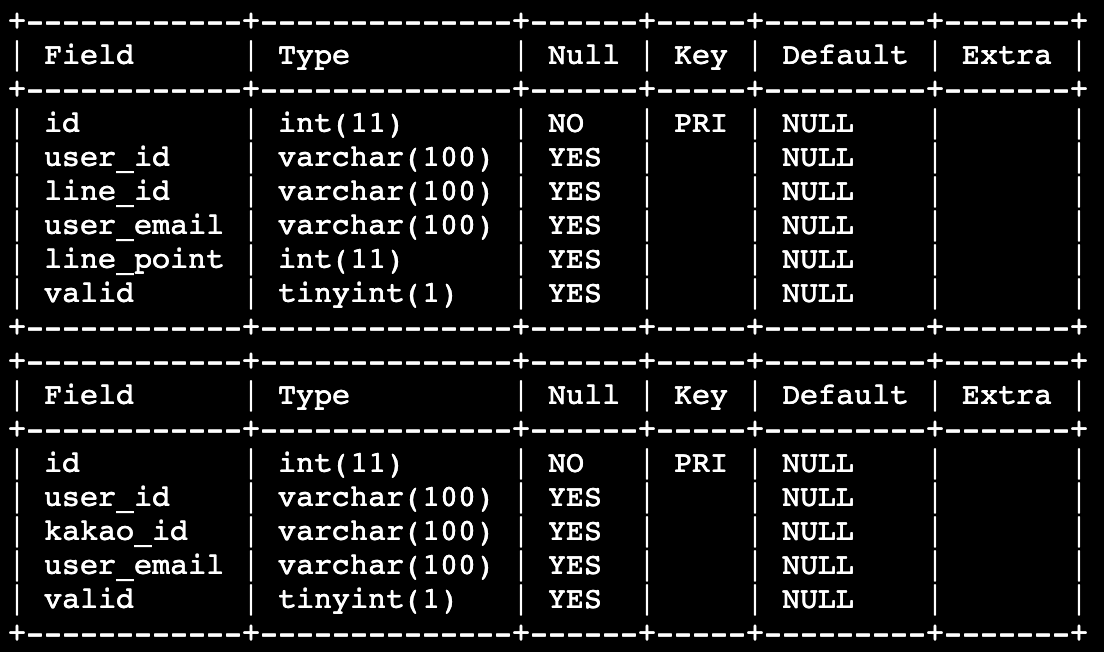 +------------+--------------+------+-----+---------+-------+
| Field      | Type         | Null | Key | Default | Extra |
+------------+--------------+------+-----+---------+-------+
| id         | int(11)      | NO   | PRI | NULL    |       |
| user_id    | varchar(100) | YES  |     | NULL    |       |
| line_id    | varchar(100) | YES  |     | NULL    |       |
| user_email | varchar(100) | YES  |     | NULL    |       |
| line_point | int(11)      | YES  |     | NULL    |       |
| valid      | tinyint(1)   | YES  |     | NULL    |       |
+------------+--------------+------+-----+---------+-------+
+------------+--------------+------+-----+---------+-------+
| Field      | Type         | Null | Key | Default | Extra |
+------------+--------------+------+-----+---------+-------+
| id         | int(11)      | NO   | PRI | NULL    |       |
| user_id    | varchar(100) | YES  |     | NULL    |       |
| kakao_id   | varchar(100) | YES  |     | NULL    |       |
| user_email | varchar(100) | YES  |     | NULL    |       |
| valid      | tinyint(1)   | YES  |     | NULL    |       |
+------------+--------------+------+-----+---------+-------+